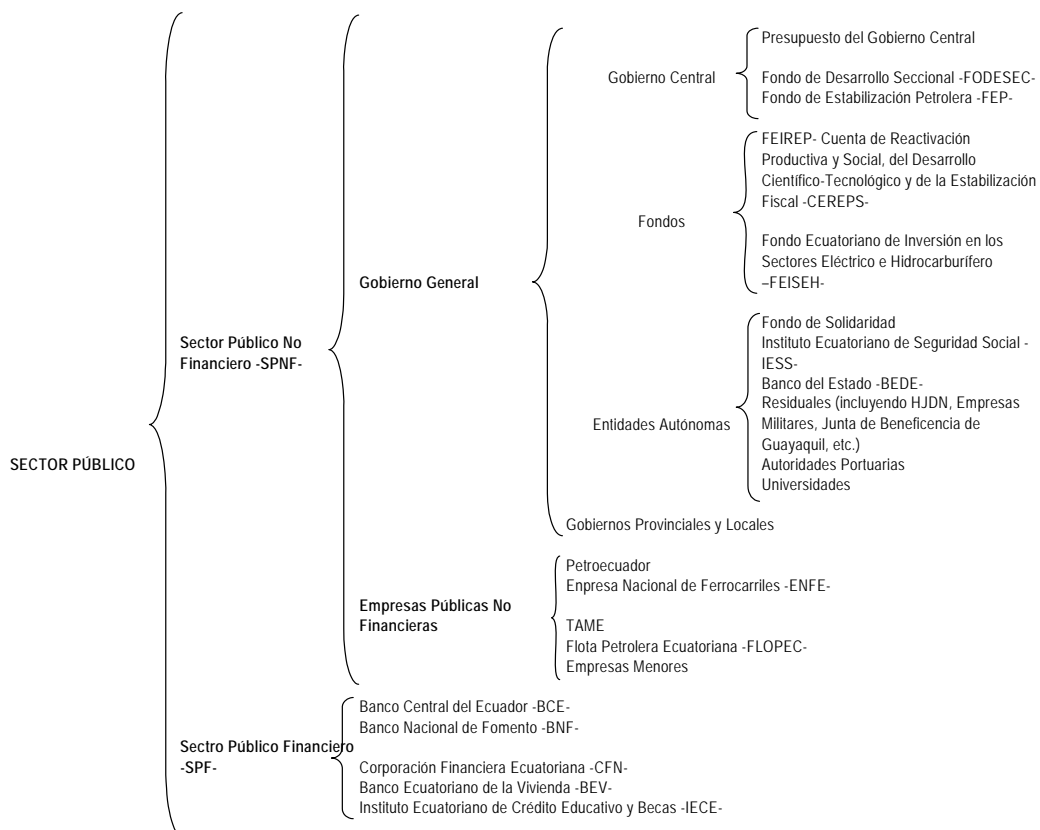 Presupuesto del Gobierno Central
Gobierno Central
Fondo de Desarrollo Seccional -FODESEC-
Fondo de Estabilización Petrolera -FEP-
FEIREP- Cuenta de Reactivación
Productiva y Social, del Desarrollo
Científico-Tecnológico y de la Estabilización
Fiscal -CEREPS-
Fondos
Fondo Ecuatoriano de Inversión en los
Sectores Eléctrico e Hidrocarburífero
–FEISEH-
Gobierno General
Fondo de Solidaridad
Instituto Ecuatoriano de Seguridad Social -
IESS-
Banco del Estado -BEDE-
Residuales (incluyendo HJDN, Empresas
Militares, Junta de Beneficencia de
Guayaquil, etc.)
Autoridades Portuarias
Universidades
Entidades Autónomas
Sector Público No
Financiero -SPNF-
SECTOR PÚBLICO
Gobiernos Provinciales y Locales
Petroecuador
Enpresa Nacional de Ferrocarriles -ENFE-
Empresas Públicas No
Financieras
TAME
Flota Petrolera Ecuatoriana -FLOPEC-
Empresas Menores
Banco Central del Ecuador -BCE-
Banco Nacional de Fomento -BNF-
Sectro Público Financiero
-SPF-
Corporación Financiera Ecuatoriana -CFN-
Banco Ecuatoriano de la Vivienda -BEV-
Instituto Ecuatoriano de Crédito Educativo y Becas -IECE-